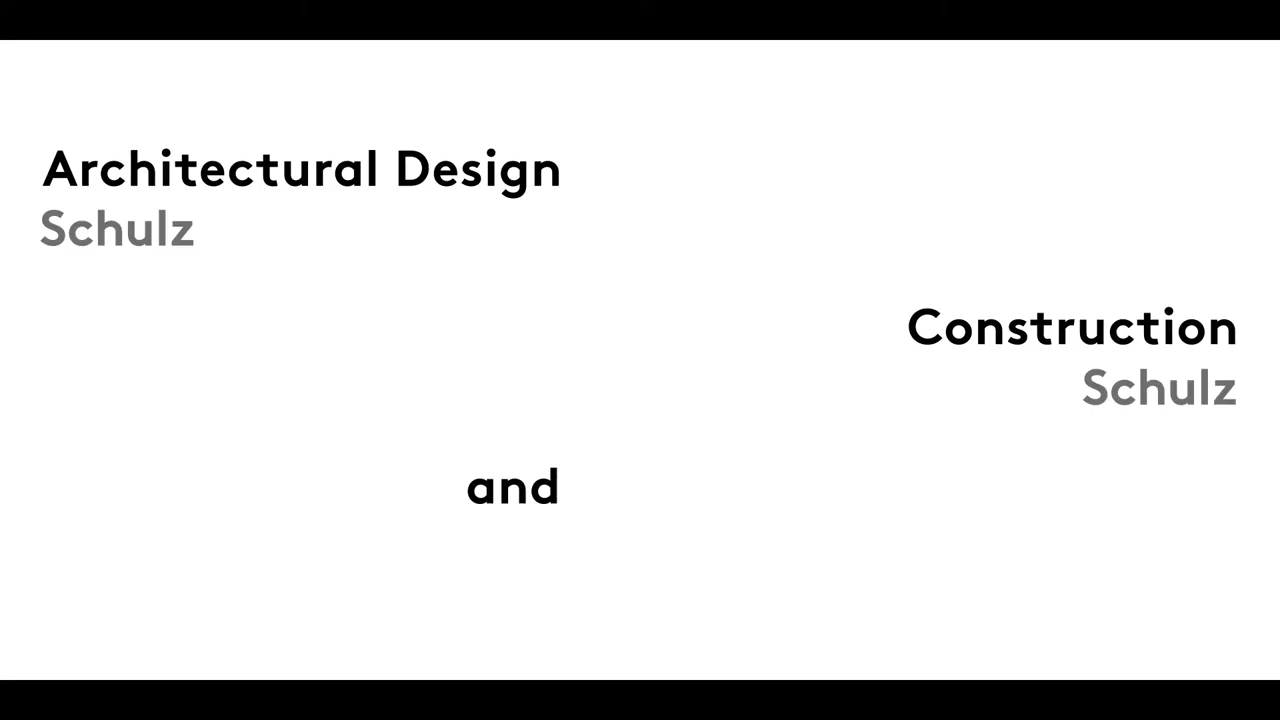 Architectural Design
Schulz
Construction
Schulz
and